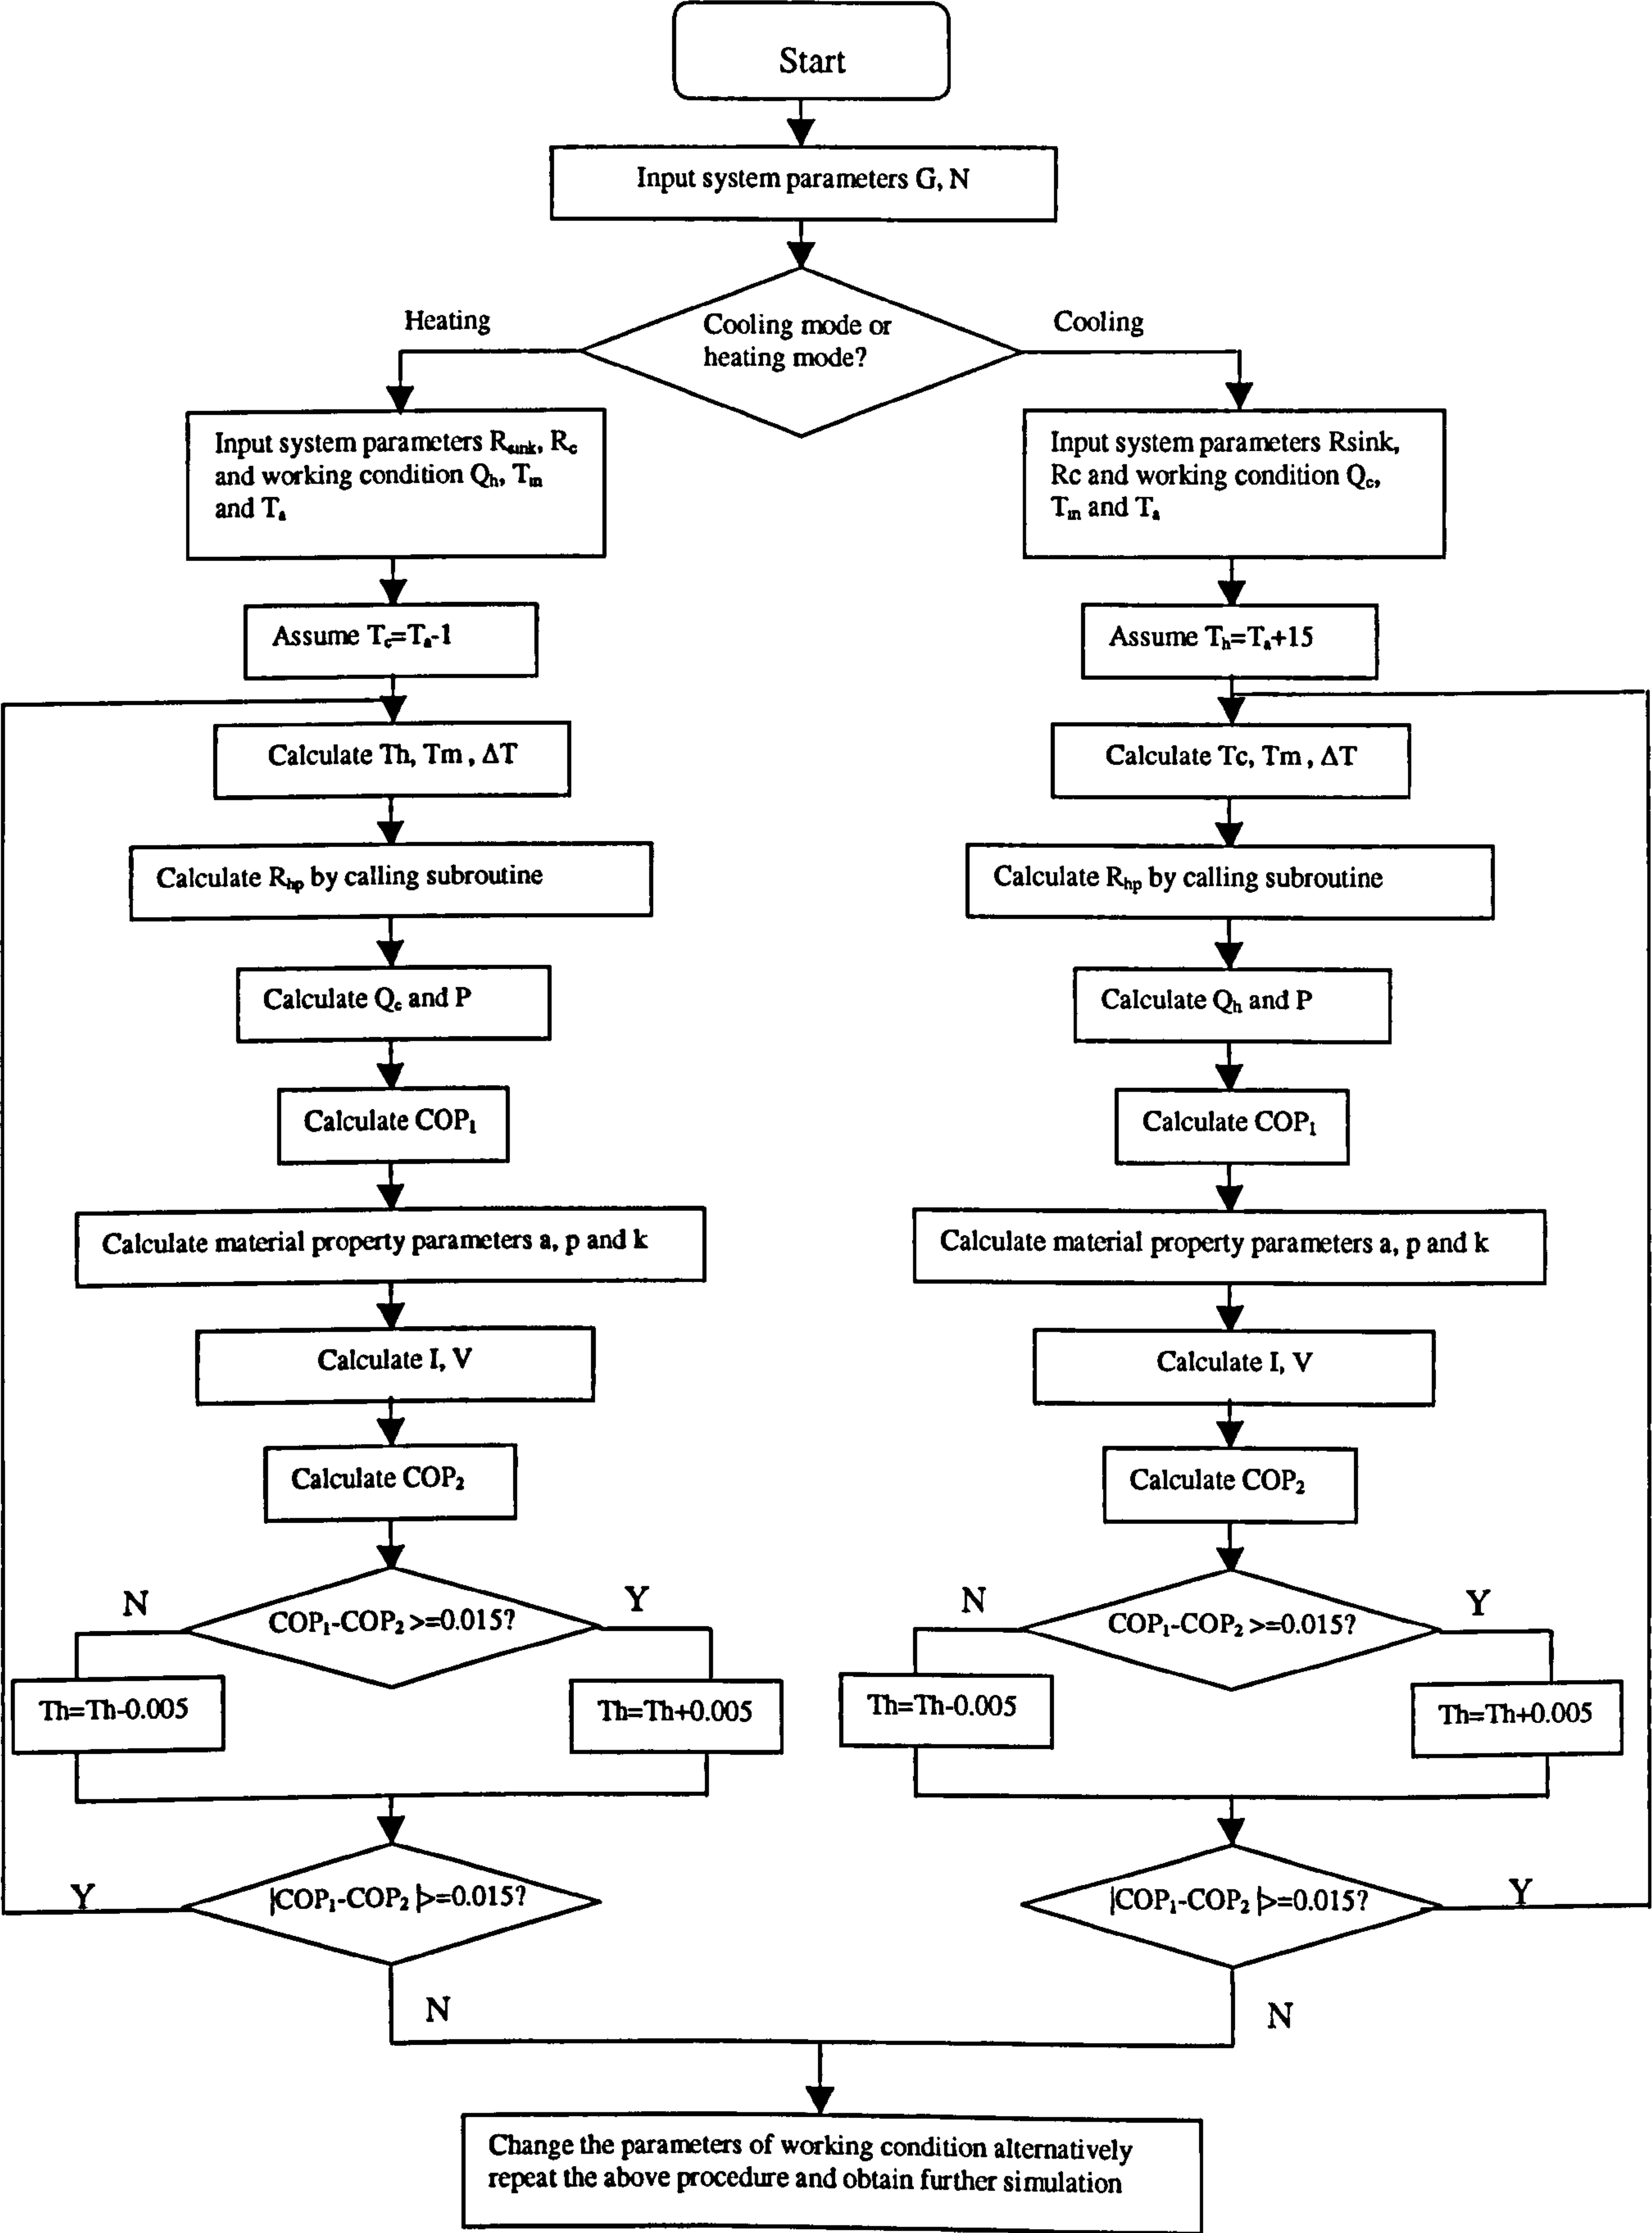 Start
Input system parameters G, N
Cooling mode or
heating mode?
Heating
Cooling
Input system parameters Rsink, Rc
and working condition Qh, Tin
and Ta
Assume Tc=Ta-1
Calculate Th, Tm , ΔT
Calculate Rhp by calling subroutine
Calculate Qc and P
Calculate COP1
Calculate material property parameters a, p and k
Calculate I, V
Calculate COP2
N
COP1-COP2 >=0.015?
Y
Th=Th-0.005
Th=Th+0.005
Y
|COP1-COP2 |>=0.015?
N
Input system parameters Rsink,
Rc and working condition Qc,
Tin and Ta
Assume Th=Ta+15
Calculate Tc, Tm , ΔT
Calculate Rhp by calling subroutine
Calculate Qh and P
Calculate COP1
Calculate material property parameters a, p and k
Calculate I, V
Calculate COP2
N
COP1-COP2 >=0.015?
Y
Th=Th-0.005
Th=Th+0.005
|COP1-COP2 |>=0.015?
Y
N
Change the parameters of working condition alternatively
repeat the above procedure and obtain further simulation